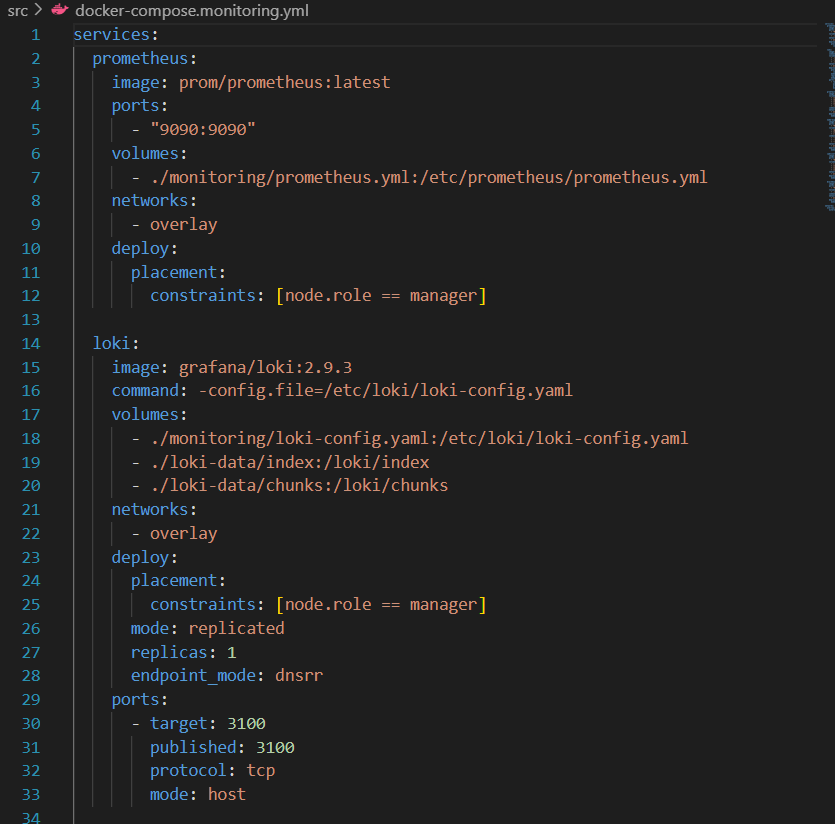 src > docker-compose.monitoring.yml
1 services:
2   prometheus:
3     image: prom/prometheus:latest
4     ports:
5       - "9090:9090"
6     volumes:
7       - ./monitoring/prometheus.yml:/etc/prometheus/prometheus.yml
8     networks:
9       - overlay
10     deploy:
11       placement:
12         constraints: [node.role == manager]
13
14   loki:
15     image: grafana/loki:2.9.3
16     command: -config.file=/etc/loki/loki-config.yaml
17     volumes:
18       - ./monitoring/loki-config.yaml:/etc/loki/loki-config.yaml
19       - ./loki-data/index:/loki/index
20       - ./loki-data/chunks:/loki/chunks
21     networks:
22       - overlay
23     deploy:
24       placement:
25         constraints: [node.role == manager]
26       mode: replicated
27       replicas: 1
28       endpoint_mode: dnsrr
29     ports:
30       - target: 3100
31         published: 3100
32         protocol: tcp
33         mode: host
34